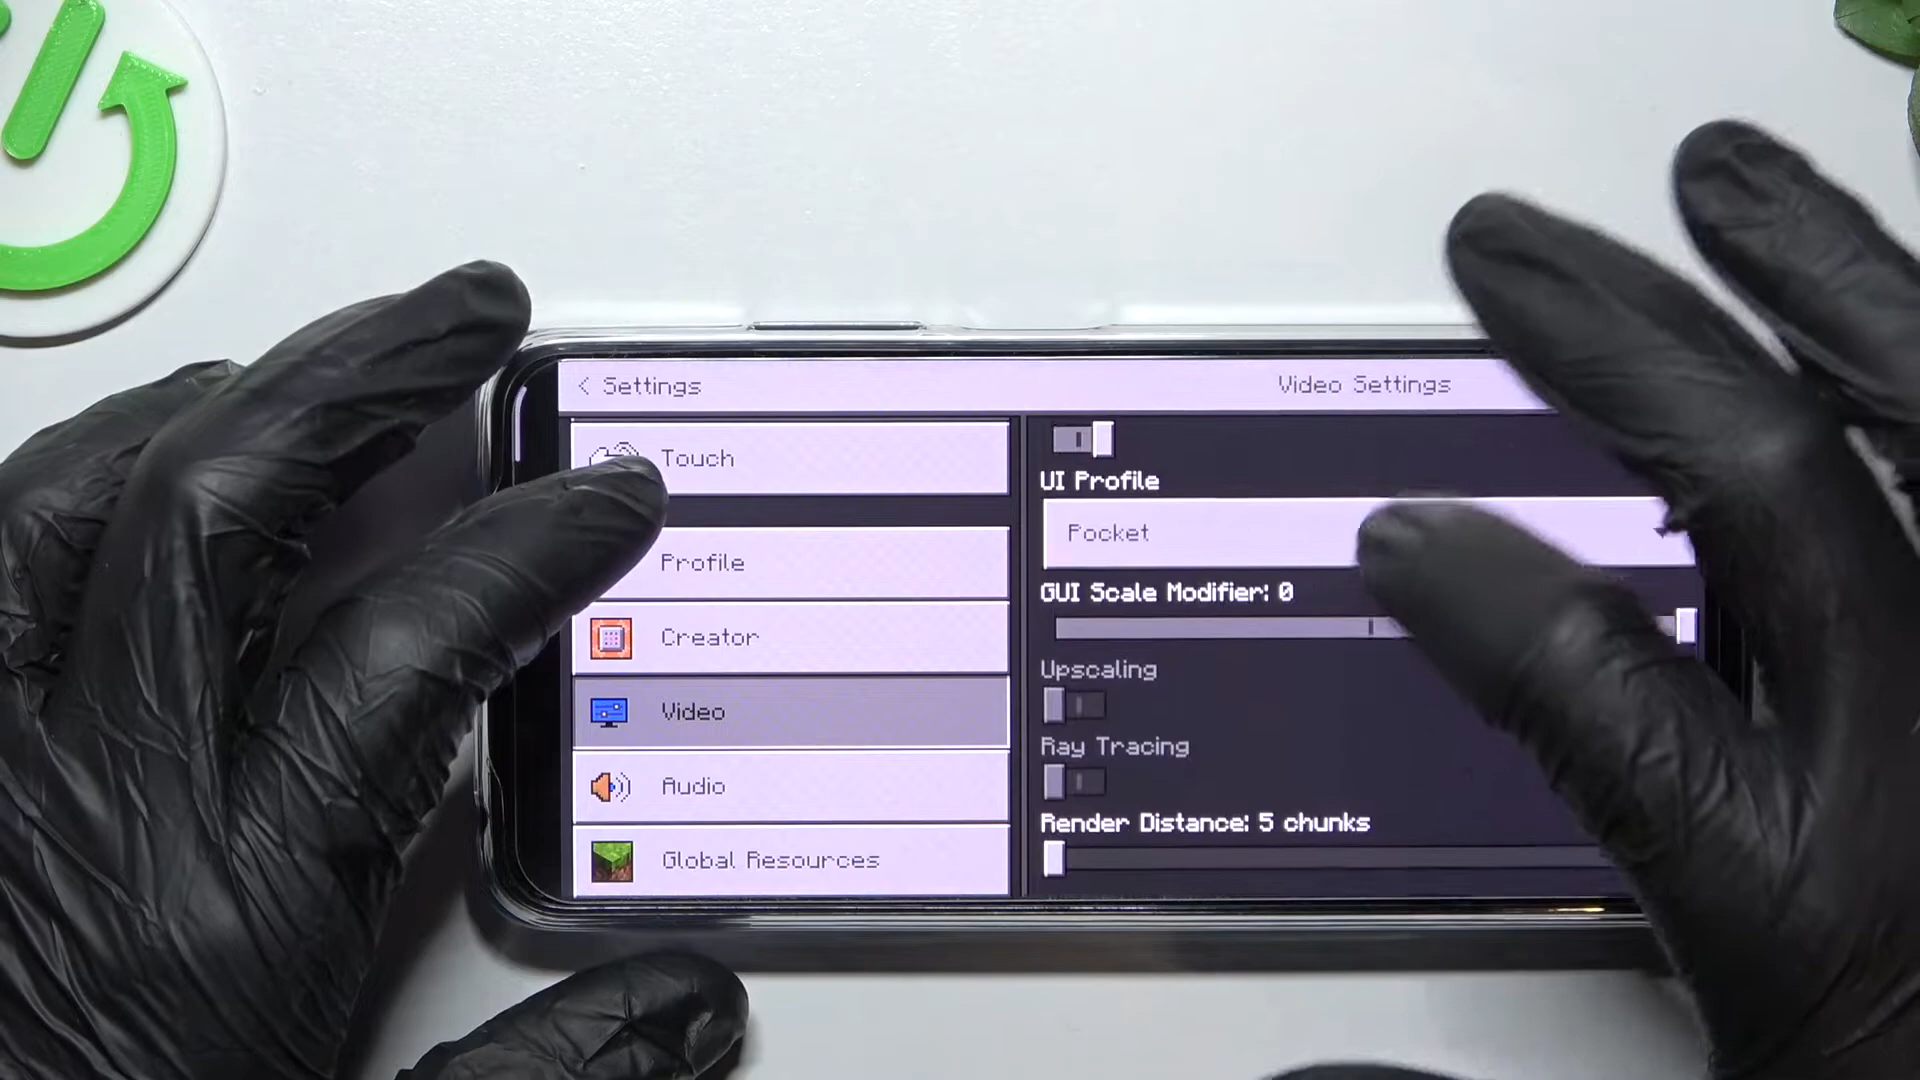 < Settings
Video Settings
Touch
Profile
Creator
Video
Audio
Global Resources
UI Profile
Pocket
GUI Scale Modifier: 0
Upscaling
Ray Tracing
Render Distance: 5 chunks